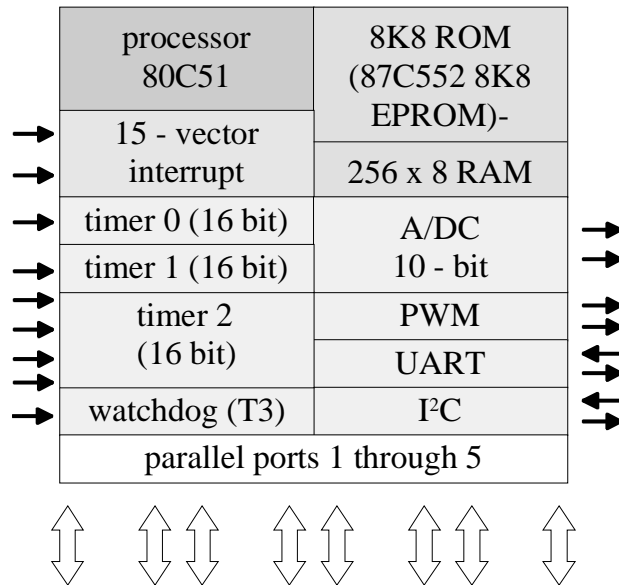 processor
80C51
8K8 ROM
(87C552 8K8
EPROM)-
15 - vector
interrupt
256 x 8 RAM
timer 0 (16 bit)
timer 1 (16 bit)
A/DC
10 - bit
timer 2
(16 bit)
PWM
UART
watchdog (T3)
I²C
parallel ports 1 through 5